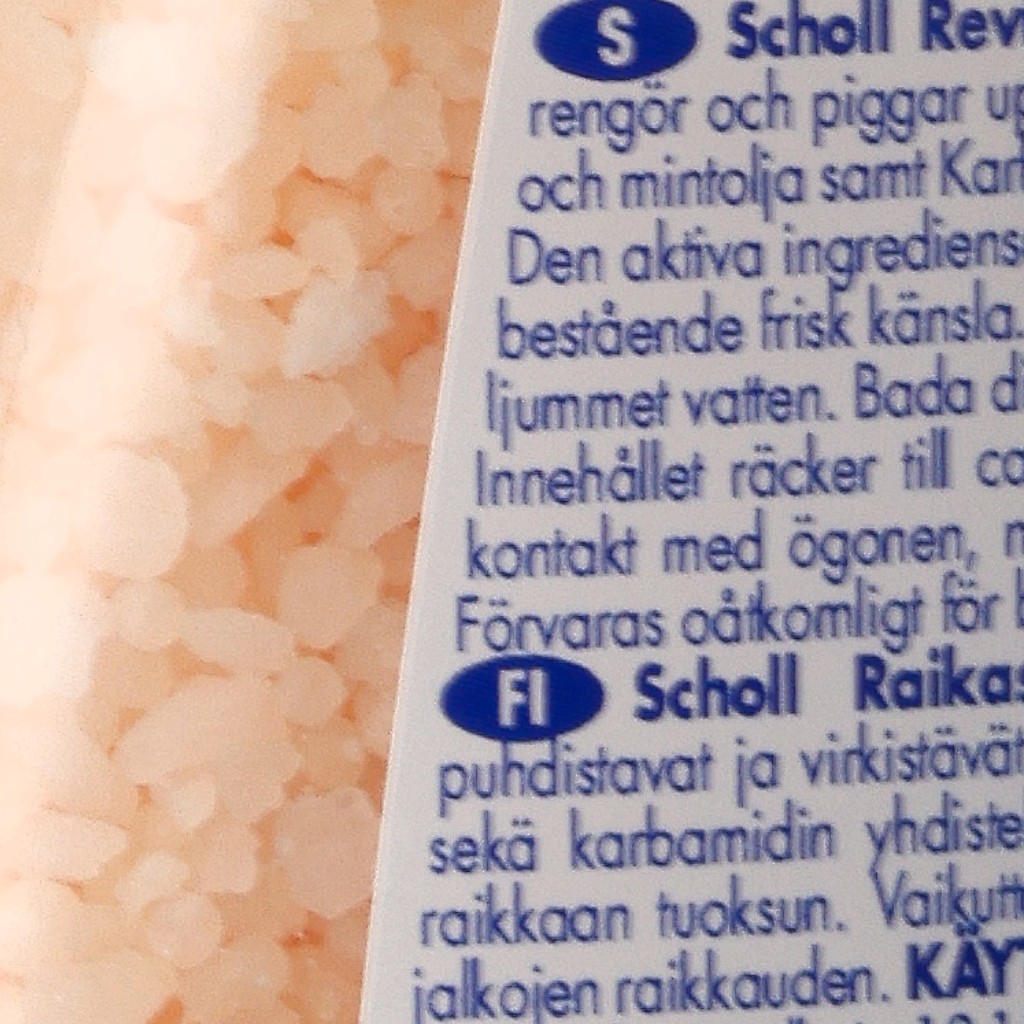 S Scholl
rengör och piggar
och mintolja samt
Den aktiva
bestående frisk känsla.
ljummet vatten. Bada
Innehållet räcker till
kontakt med ögonen,
Förvaras oåtkomligt för
FI Scholl
puhdistavat ja virkistävät
sekä karbamidin
raikkaan tuoksun.
jalkojen raikkauden.